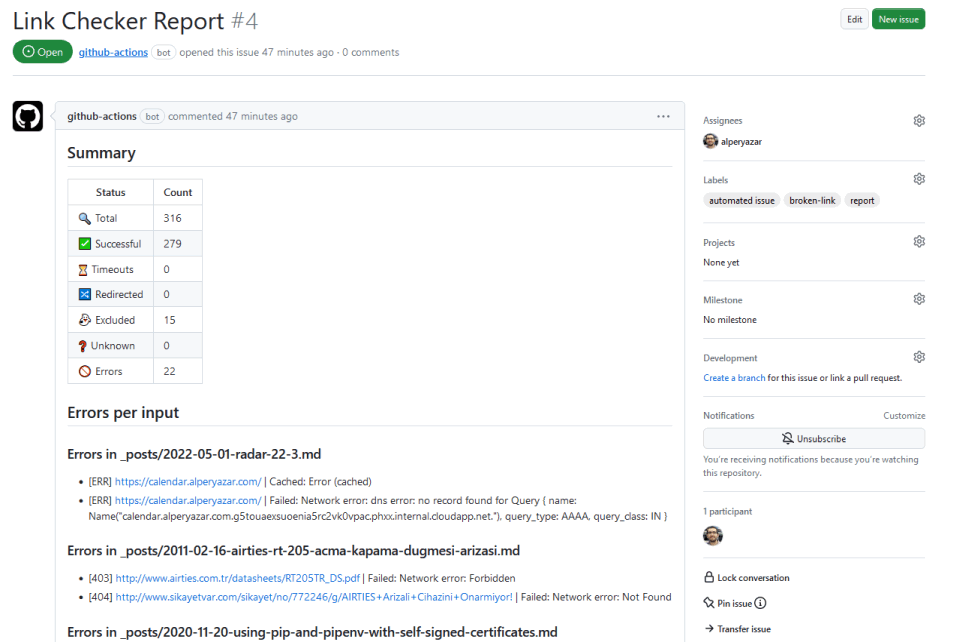 Link Checker Report #4
Edit
New issue
Open github-actions bot opened this issue 47 minutes ago · 0 comments
github-actions bot commented 47 minutes ago ...
Summary
Status Count
Total 316
Successful 279
Timeouts 0
Redirected 0
Excluded 15
Unknown 0
Errors 22
Errors per input
Errors in _posts/2022-05-01-radar-22-3.md
• [ERR] https://calendar.alperyazar.com/ | Cached: Error (cached)
• [ERR] https://calendar.alperyazar.com/ | Failed: Network error: dns error: no record found for Query { name:
Name("calendar.alperyazar.com.g5touaexsuoenia5rc2vk0vpac.phxx.internal.cloudapp.net."), query_type: AAAA, query_class: IN }
Errors in _posts/2011-02-16-airties-rt-205-acma-kapama-dugmesi-arizasi.md
• [403] http://www.airties.com.tr/datasheets/RT205TR_DS.pdf | Failed: Network error: Forbidden
• [404] http://www.sikayetvar.com/sikayet/no/772246/g/AIRTIES+Arizali+Cihazini+Onarmiyor! | Failed: Network error: Not Found
Errors in _posts/2020-11-20-using-pip-and-pipenv-with-self-signed-certificates.md
Assignees
alperyazar
Labels
automated issue broken-link report
Projects
None yet
Milestone
No milestone
Development
Create a branch for this issue or link a pull request.
Notifications Customize
Unsubscribe
You're receiving notifications because you're watching
this repository.
1 participant
Lock conversation
Pin issue
Transfer issue